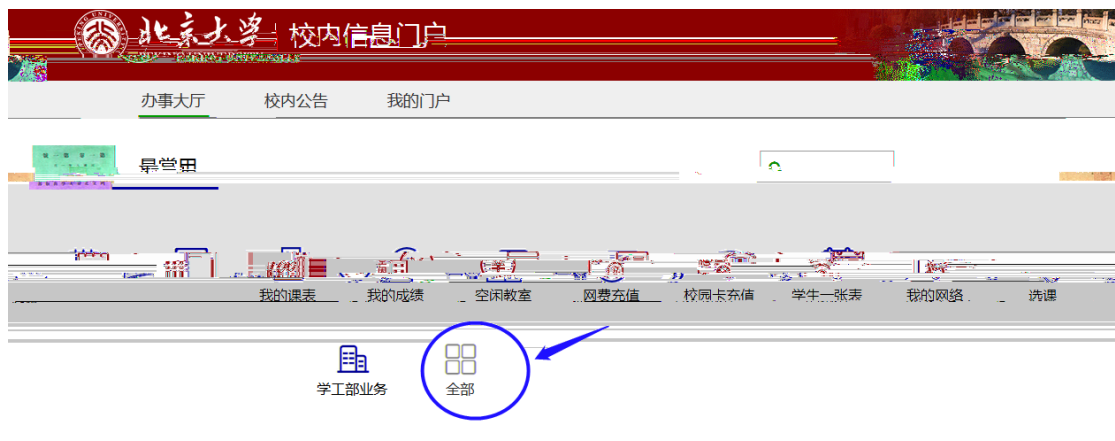 北京大学 校内信息门户
办事大厅 校内公告 我的门户
最常用
我的课表 我的成绩 空闲教室 网费充值 校园卡充值 学生一张表 我的网络 选课
学工部业务 全部